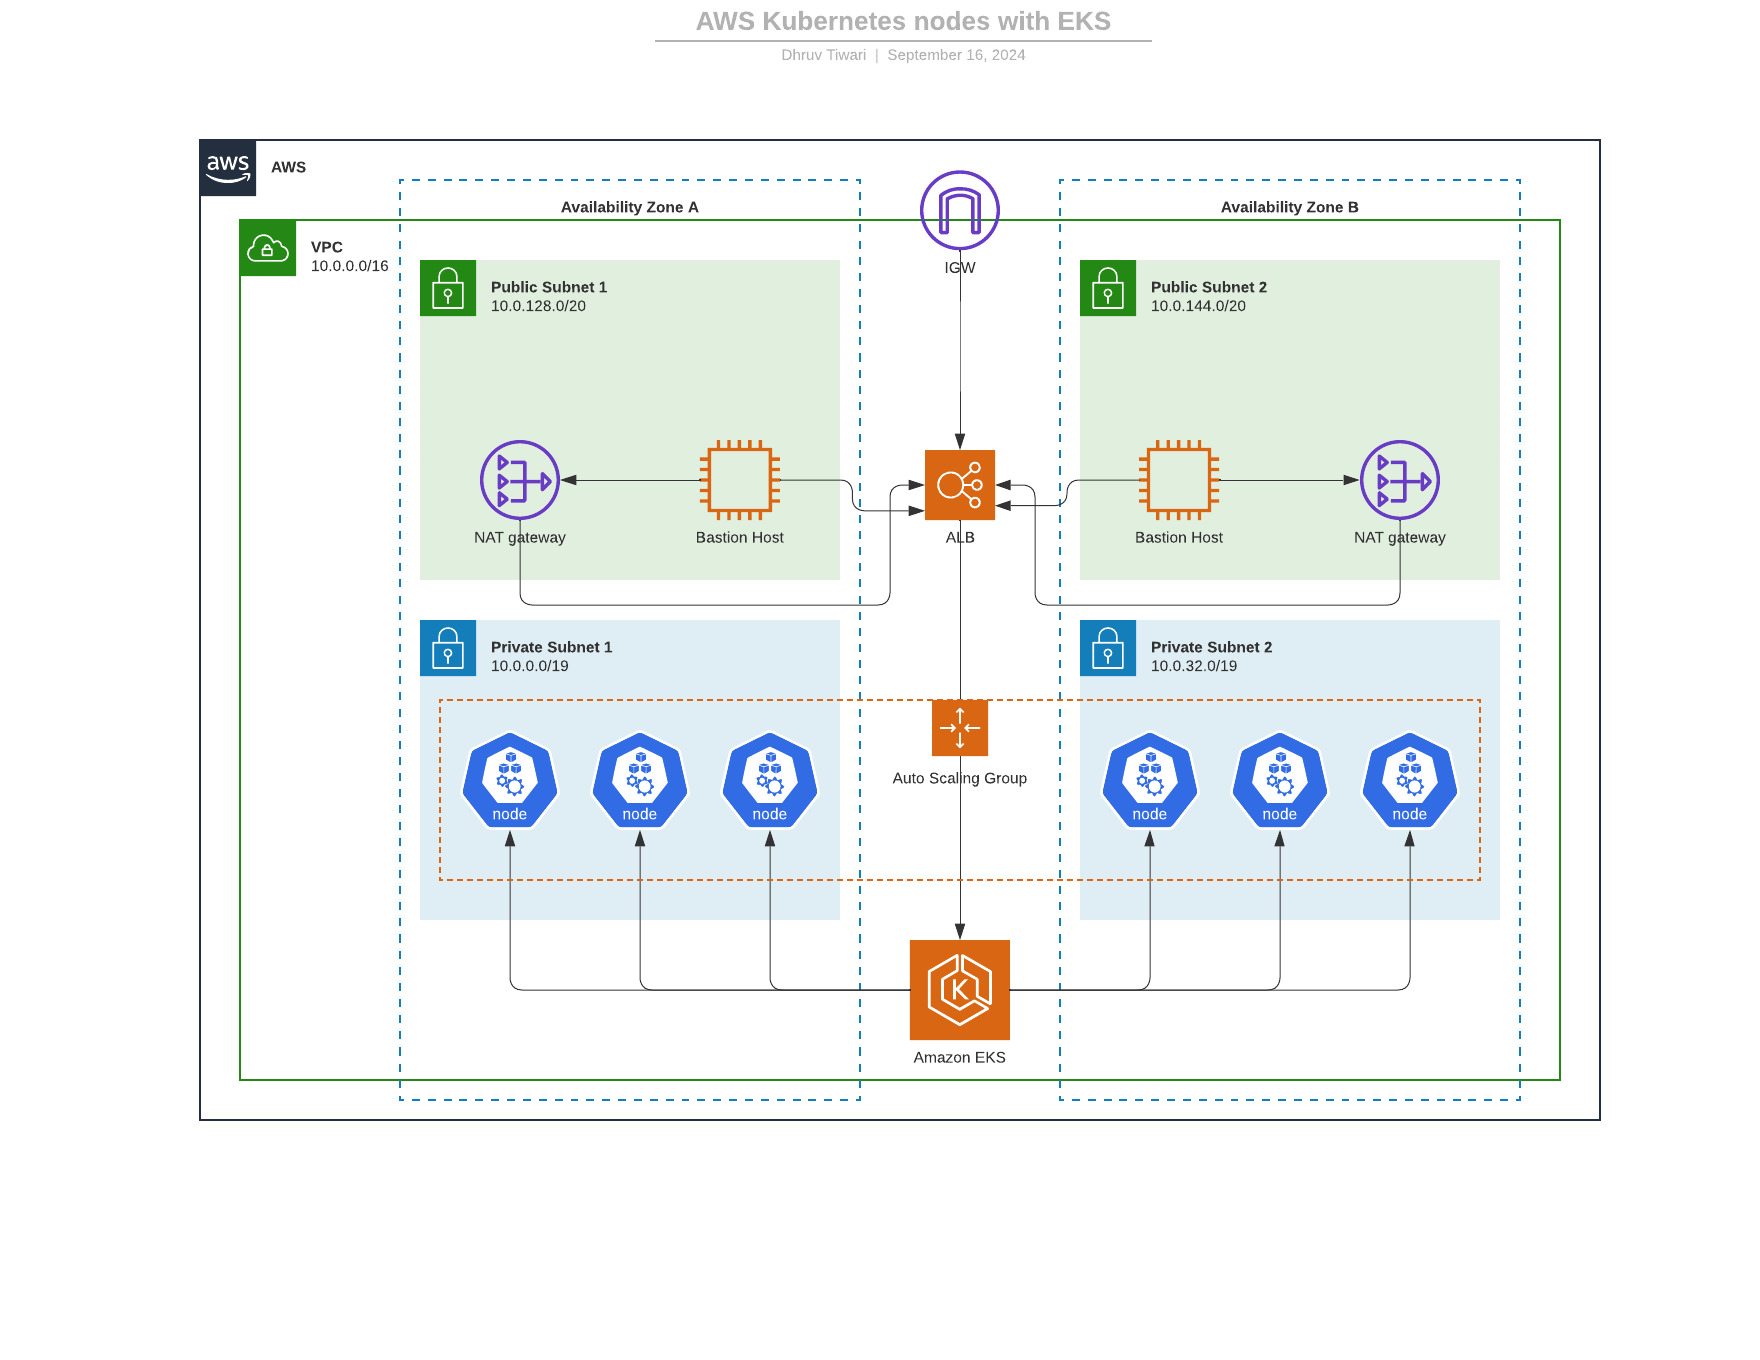 AWS Kubernetes nodes with EKS
Dhruv Tiwari | September 16, 2024
aws
AWS
Availability Zone A
Availability Zone B
VPC
10.0.0.0/16
IGW
Public Subnet 1
10.0.128.0/20
Public Subnet 2
10.0.144.0/20
NAT gateway
Bastion Host
ALB
Bastion Host
NAT gateway
Private Subnet 1
10.0.0.0/19
Private Subnet 2
10.0.32.0/19
Auto Scaling Group
node
node
node
node
node
node
K
Amazon EKS